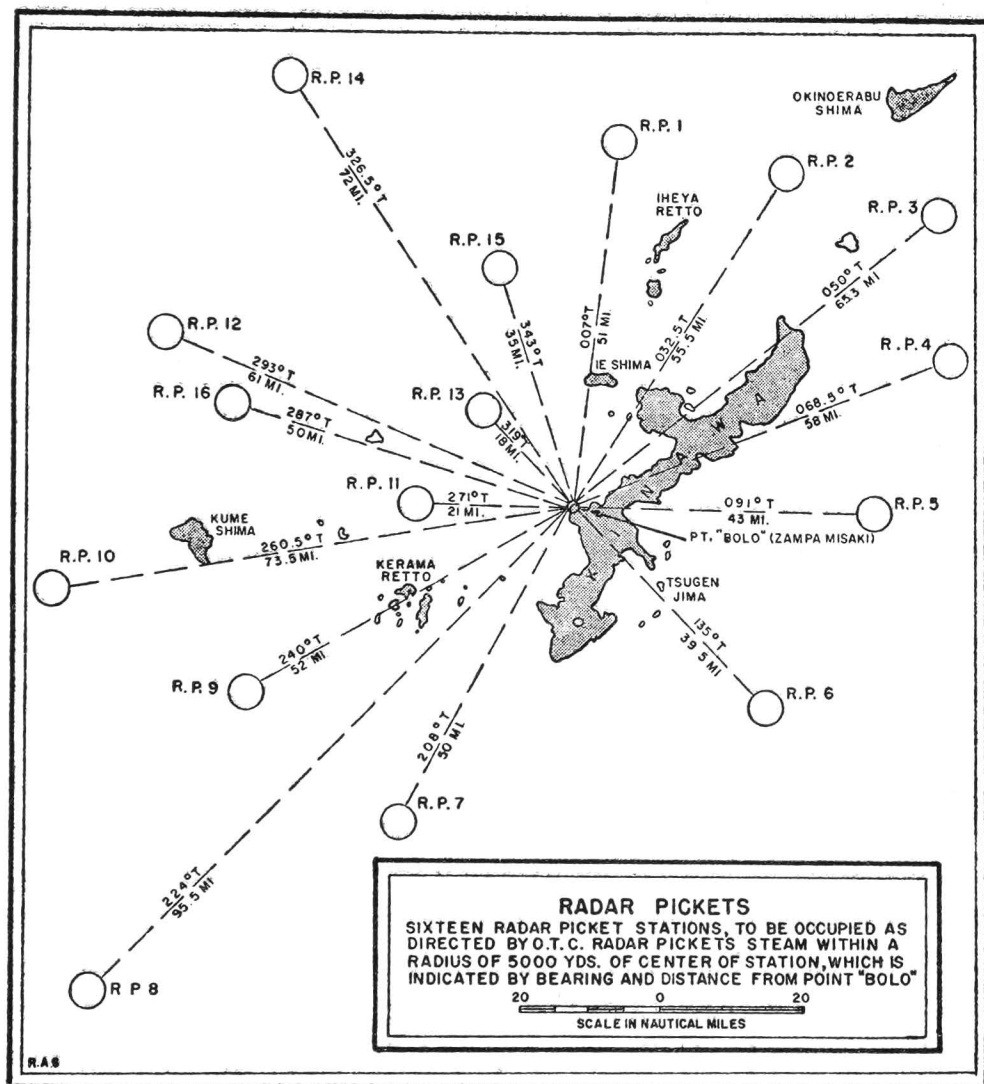 R.P. 14
OKINOERABU
SHIMA
R.P. 1
R.P. 2
326.5° T
72 MI.
IHEYA
RETTO
R.P. 3
R.P. 15
050° T
65.3 MI
007° T
51 MI.
032.5 T
55.5 MI.
343° T
35 MI.
R.P. 12
R.P. 4
293° T
61 MI.
IE SHIMA
R.P. 16
R.P. 13
287° T
50 MI.
319° T
18 MI.
068.5° T
58 MI.
R.P. 11
271° T
21 MI.
091° T
43 MI.
R.P. 5
OKINAWA
KUME
SHIMA
PT. "BOLO" (ZAMPA MISAKI)
R.P. 10
260.5° T
73.5 MI.
KERAMA
RETTO
TSUGEN
JIMA
135° T
39 5 MI
240° T
52 MI
R.P. 9
R.P. 6
208° T
50 MI.
R.P. 7
224° T
95.5 MI
R P 8
RADAR PICKETS
SIXTEEN RADAR PICKET STATIONS, TO BE OCCUPIED AS
DIRECTED BY O.T.C. RADAR PICKETS STEAM WITHIN A
RADIUS OF 5000 YDS. OF CENTER OF STATION, WHICH IS
INDICATED BY BEARING AND DISTANCE FROM POINT "BOLO"
20 0 20
SCALE IN NAUTICAL MILES